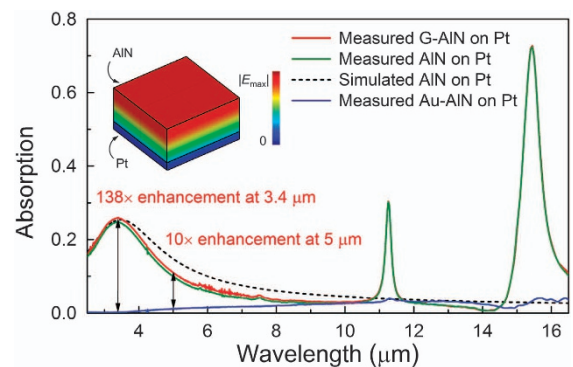 0.8
0.6
0.4
0.2
0.0
Absorption
AlN
Pt
|Emax|
0
Measured G-AlN on Pt
Measured AlN on Pt
Simulated AlN on Pt
Measured Au-AlN on Pt
138× enhancement at 3.4 μm
10× enhancement at 5 μm
4 6 8 10 12 14 16
Wavelength (μm)